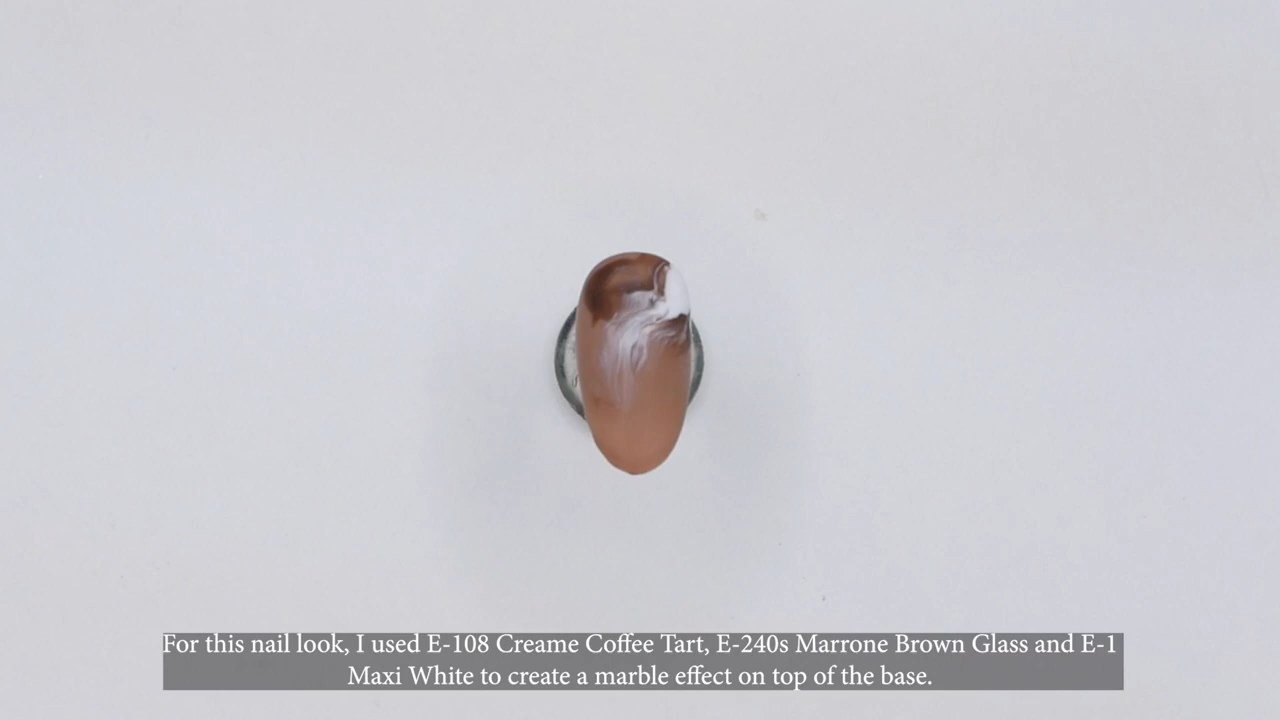 For this nail look, I used E-108 Creame Coffee Tart, E-240s Marrone Brown Glass and E-1
Maxi White to create a marble effect on top of the base.